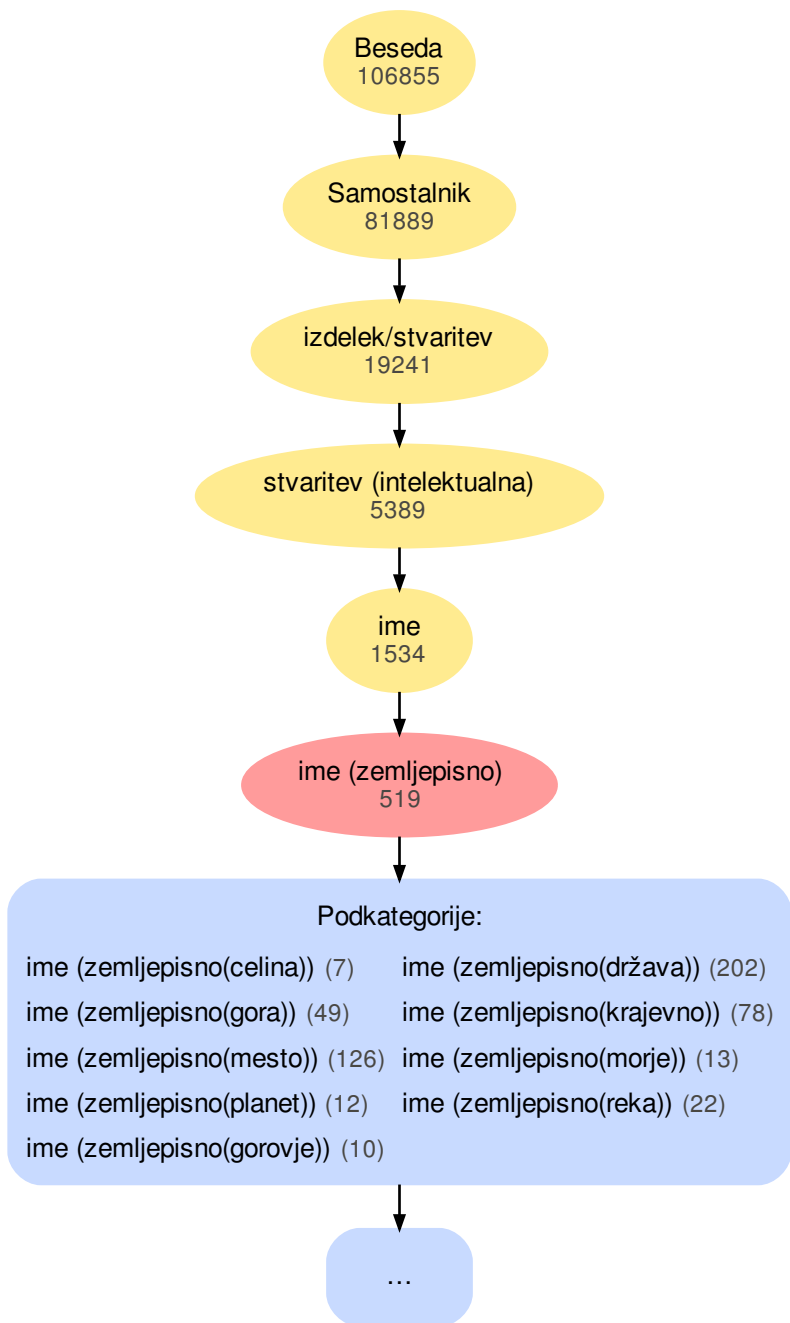 Beseda
106855
Samostalnik
81889
izdelek/stvaritev
19241
stvaritev (intelektualna)
5389
ime
1534
ime (zemljepisno)
519
Podkategorije:
ime (zemljepisno(celina)) (7) ime (zemljepisno(država)) (202)
ime (zemljepisno(gora)) (49) ime (zemljepisno(krajevno)) (78)
ime (zemljepisno(mesto)) (126) ime (zemljepisno(morje)) (13)
ime (zemljepisno(planet)) (12) ime (zemljepisno(reka)) (22)
ime (zemljepisno(gorovje)) (10)
...